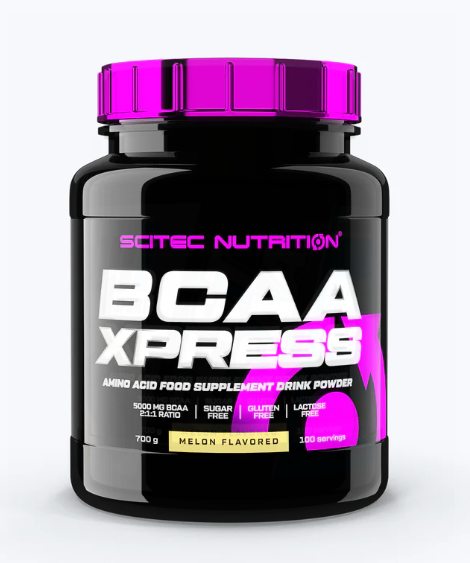 SCITEC NUTRITION®
BCAA
XPRESS
AMINO ACID FOOD SUPPLEMENT DRINK POWDER
5000 MG BCAA | SUGAR | GLUTEN | LACTOSE
2:1:1 RATIO | FREE | FREE | FREE
700 g MELON FLAVORED 100 servings